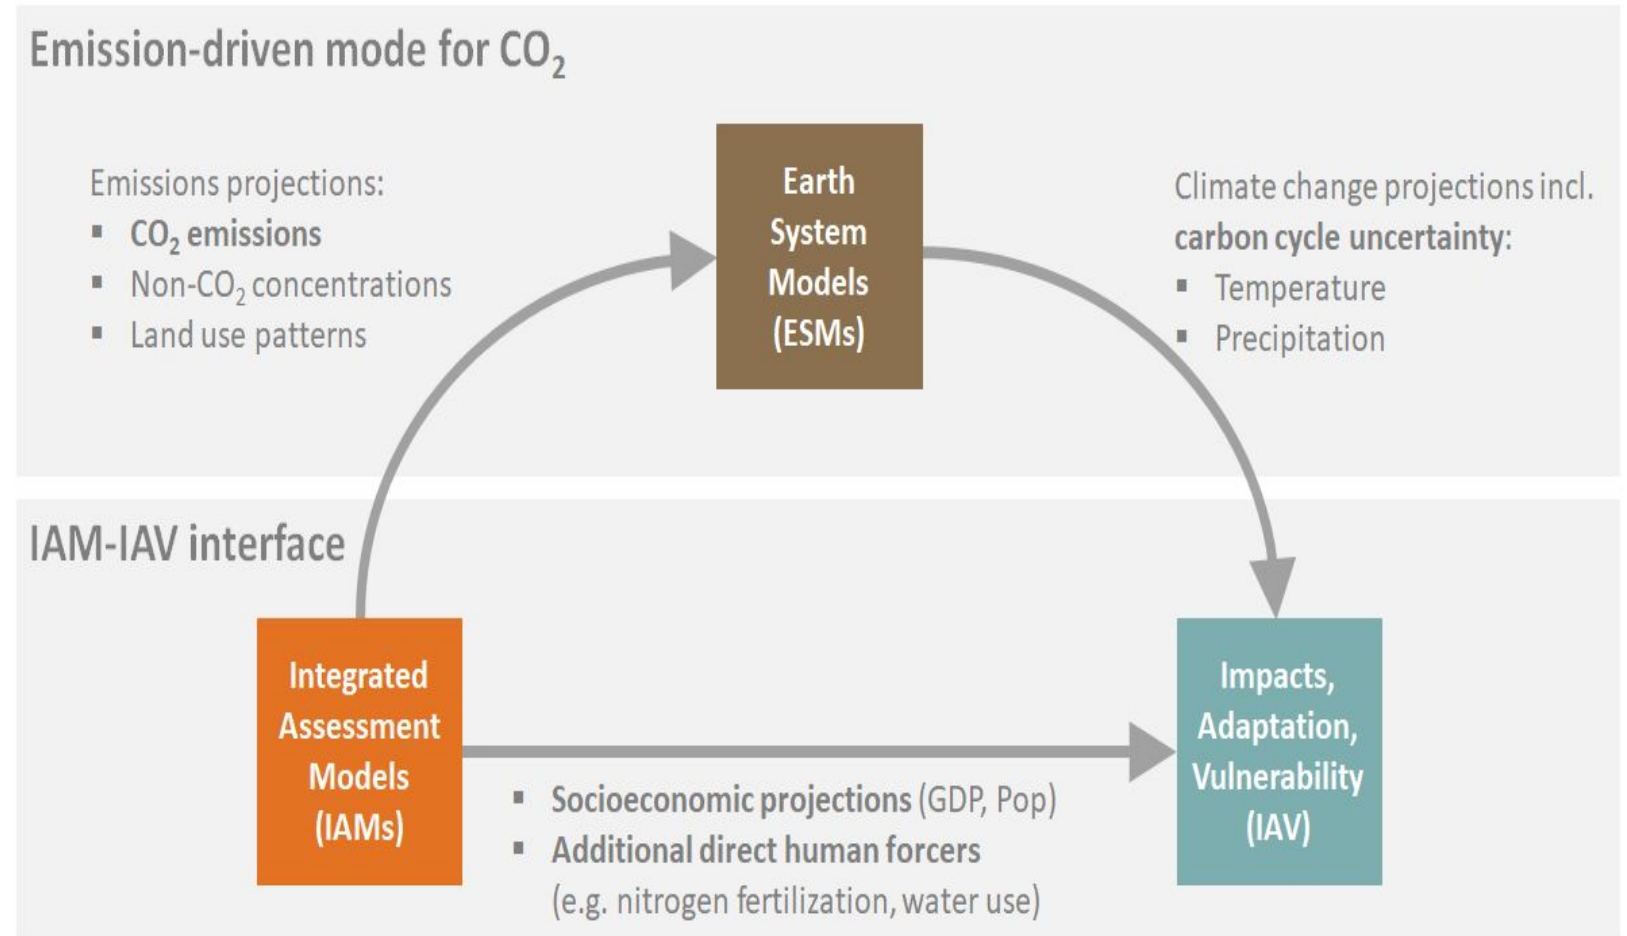 Emission-driven mode for CO₂
Emissions projections:
▪ CO₂ emissions
▪ Non-CO₂ concentrations
▪ Land use patterns
Earth
System
Models
(ESMs)
Climate change projections incl.
carbon cycle uncertainty:
▪ Temperature
▪ Precipitation
IAM-IAV interface
Integrated
Assessment
Models
(IAMs)
▪ Socioeconomic projections (GDP, Pop)
▪ Additional direct human forcers
(e.g. nitrogen fertilization, water use)
Impacts,
Adaptation,
Vulnerability
(IAV)